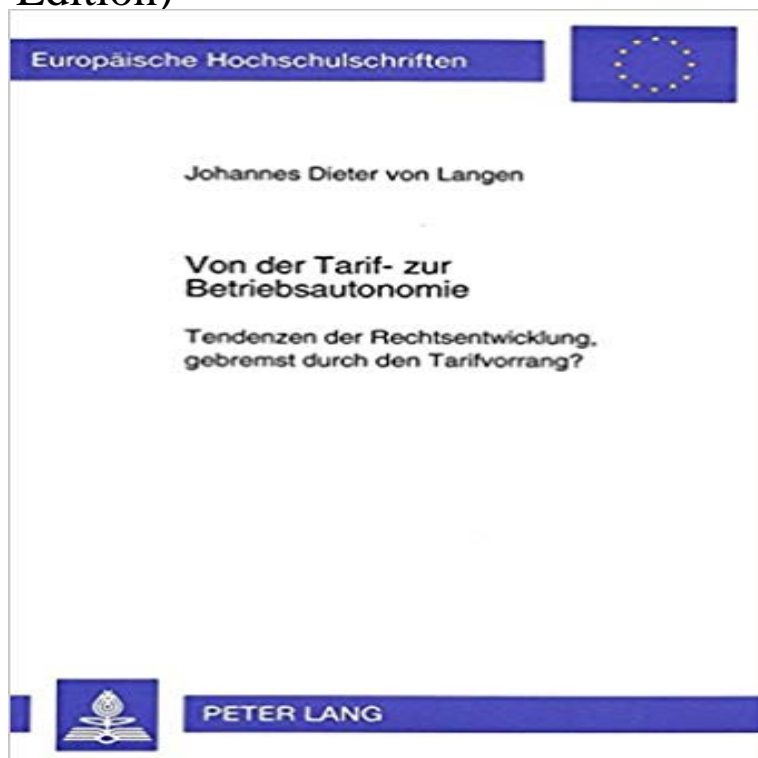 Edition)
Europäische Hochschulschriften
Johannes Dieter von Langen
Von der Tarif- zur
Betriebsautonomie
Tendenzen der Rechtsentwicklung,
gebremst durch den Tarifvorrang?
PETER LANG